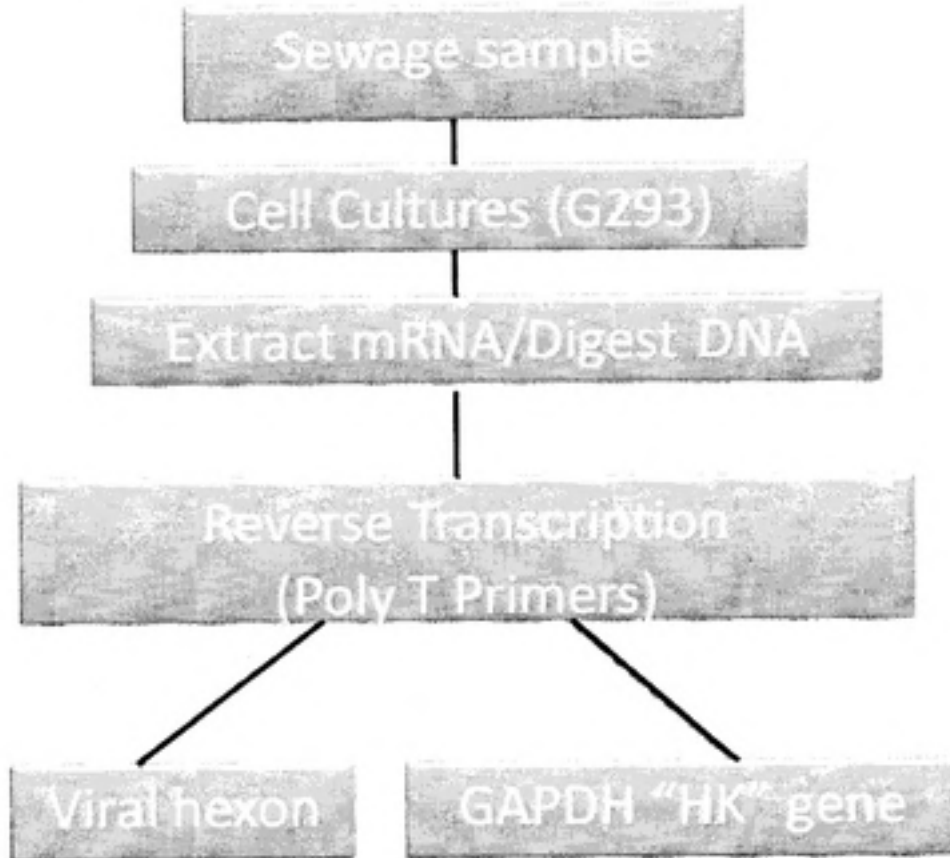 Sewage sample
Cell Cultures (G293)
Extract mRNA/Digest DNA
Reverse Transcription
(Poly T Primers)
Viral hexon
GAPDH "HK" gene